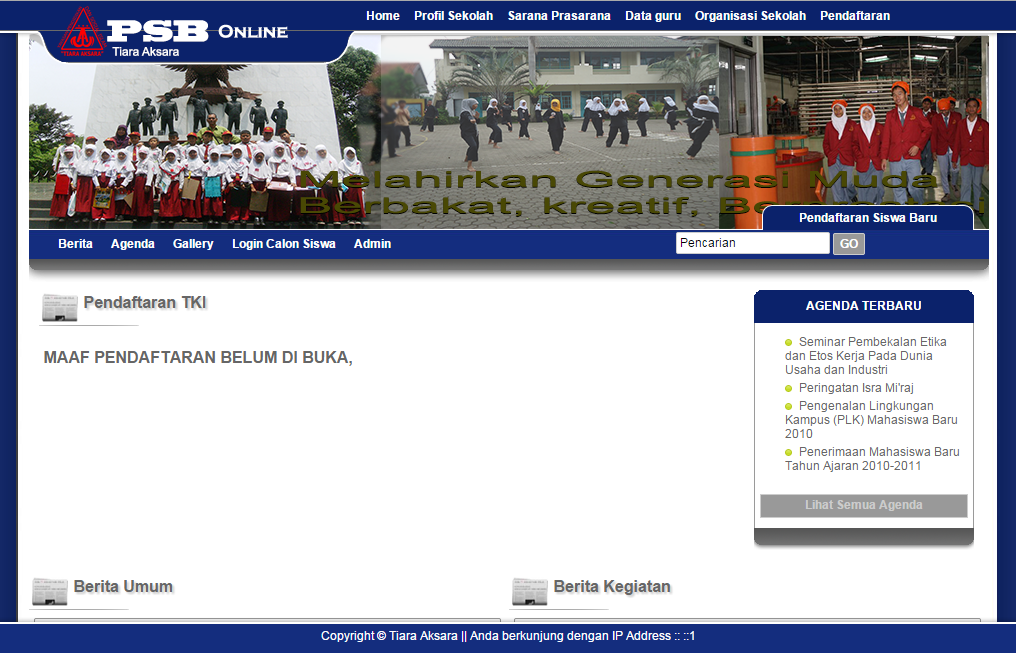 Home Profil Sekolah Sarana Prasarana Data guru Organisasi Sekolah Pendaftaran
PSB ONLINE
Tiara Aksara
"TIARA AKSARA"
Melahirkan Generasi Muda
Berbakat, kreatif,
Pendaftaran Siswa Baru
Berita Agenda Gallery Login Calon Siswa Admin
Pencarian GO
Pendaftaran TKI
MAAF PENDAFTARAN BELUM DI BUKA,
AGENDA TERBARU
Seminar Pembekalan Etika
dan Etos Kerja Pada Dunia
Usaha dan Industri
Peringatan Isra Mi'raj
Pengenalan Lingkungan
Kampus (PLK) Mahasiswa Baru
2010
Penerimaan Mahasiswa Baru
Tahun Ajaran 2010-2011
Lihat Semua Agenda
Berita Umum
Berita Kegiatan
Copyright © Tiara Aksara || Anda berkunjung dengan IP Address :: ::1